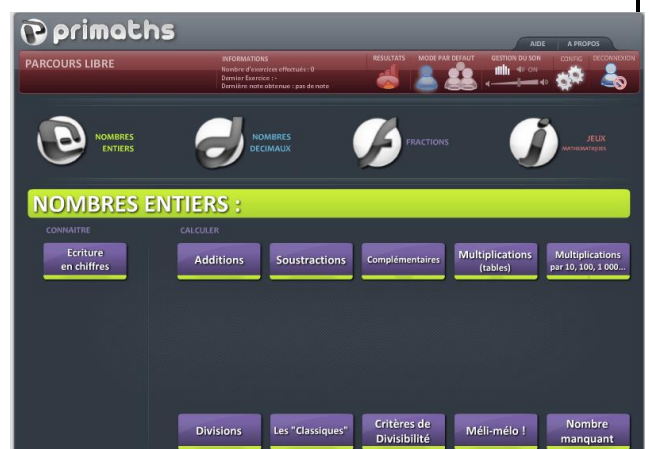 primaths
AIDE
A PROPOS
PARCOURS LIBRE
INFORMATIONS
Nombre d'exercices effectués : 0
Dernier Exercice : -
Dernière note obtenue : pas de note
RESULTATS
MODE PAR DEFAUT
GESTION DU SON
ON
CONFIG
DECONNEXION
NOMBRES
ENTIERS
NOMBRES
DECIMAUX
FRACTIONS
JEUX
MATHEMATIQUES
NOMBRES ENTIERS :
CONNAITRE
CALCULER
Ecriture
en chiffres
Additions
Soustractions
Complémentaires
Multiplications
(tables)
Multiplications
par 10, 100, 1 000...
Divisions
Les "Classiques"
Critères de
Divisibilité
Méli-mélo !
Nombre
manquant